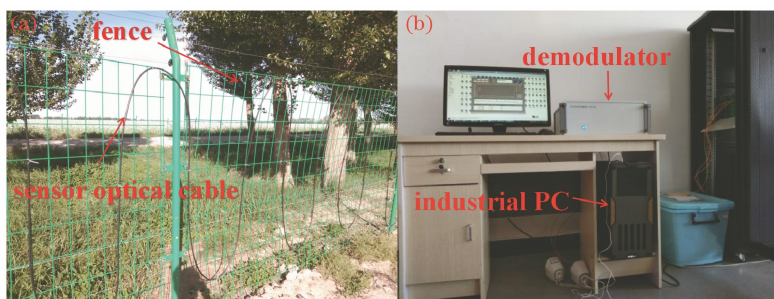 (a)
fence
sensor optical cable
(b)
demodulator
industrial PC